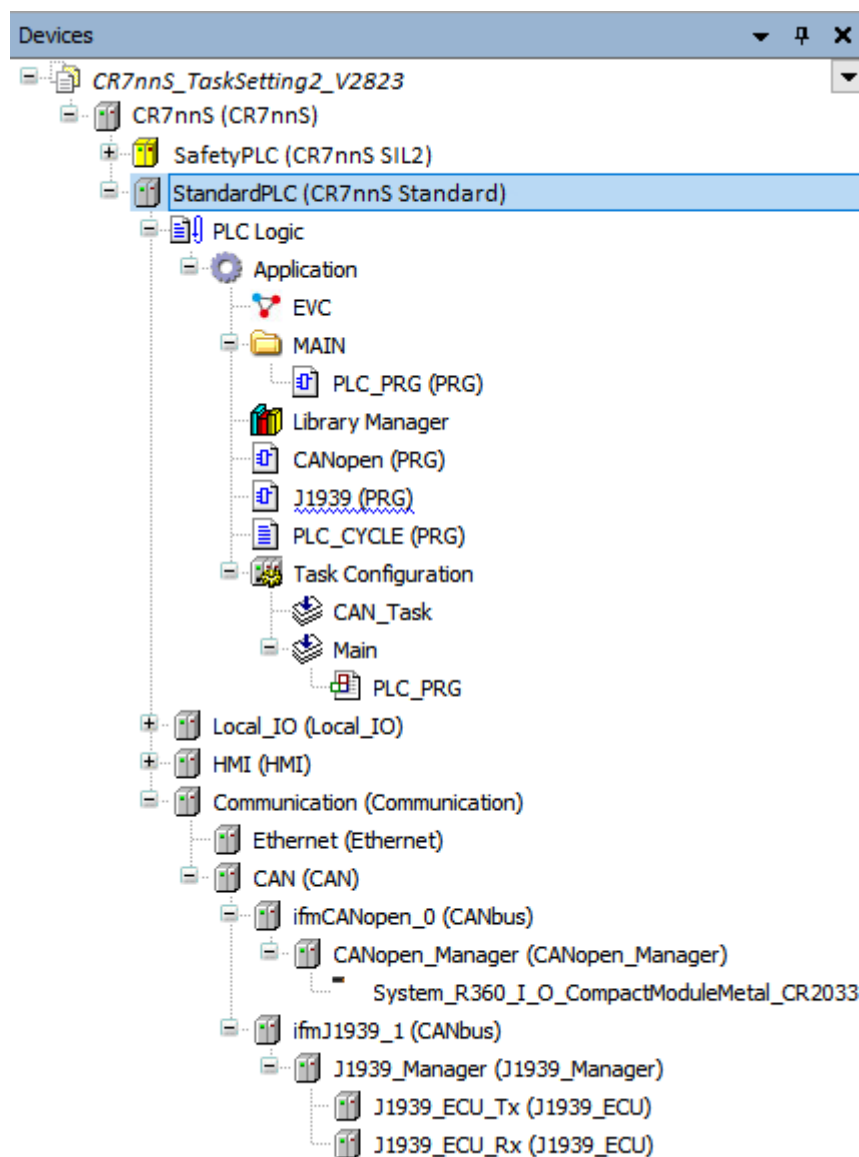 Devices
CR7nnS_TaskSetting2_V2823
CR7nnS (CR7nnS)
SafetyPLC (CR7nnS SIL2)
StandardPLC (CR7nnS Standard)
PLC Logic
Application
EVC
MAIN
PLC_PRG (PRG)
Library Manager
CANopen (PRG)
J1939 (PRG)
PLC_CYCLE (PRG)
Task Configuration
CAN_Task
Main
PLC_PRG
Local_IO (Local_IO)
HMI (HMI)
Communication (Communication)
Ethernet (Ethernet)
CAN (CAN)
ifmCANopen_0 (CANbus)
CANopen_Manager (CANopen_Manager)
System_R360_I_O_CompactModuleMetal_CR2033
ifmJ1939_1 (CANbus)
J1939_Manager (J1939_Manager)
J1939_ECU_Tx (J1939_ECU)
J1939_ECU_Rx (J1939_ECU)